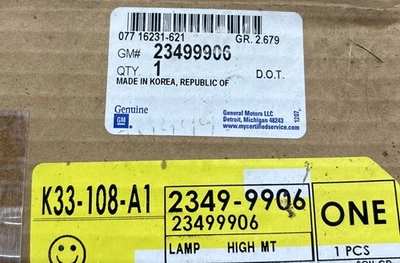 077 16231-621 GR. 2.679
GM# 23499906
QTY. 1 D.O.T.
MADE IN KOREA, REPUBLIC OF
Genuine
GM
General Motors LLC
Detroit, Michigan 48243
www.mycertifiedservice.com
1207
K33-108-A1
2349-9906
23499906
ONE
LAMP HIGH MT
1 PCS